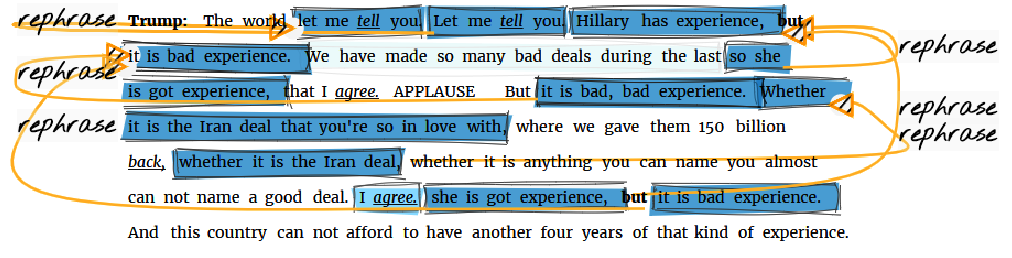 rephrase Trump: The world let me tell you. Let me tell you. Hillary has experience, but
it is bad experience. We have made so many bad deals during the last so she rephrase
rephrase is got experience, that I agree. APPLAUSE But it is bad, bad experience. Whether rephrase
rephrase it is the Iran deal that you're so in love with, where we gave them 150 billion rephrase
back, whether it is the Iran deal, whether it is anything you can name you almost
can not name a good deal. I agree. she is got experience, but it is bad experience.
And this country can not afford to have another four years of that kind of experience.